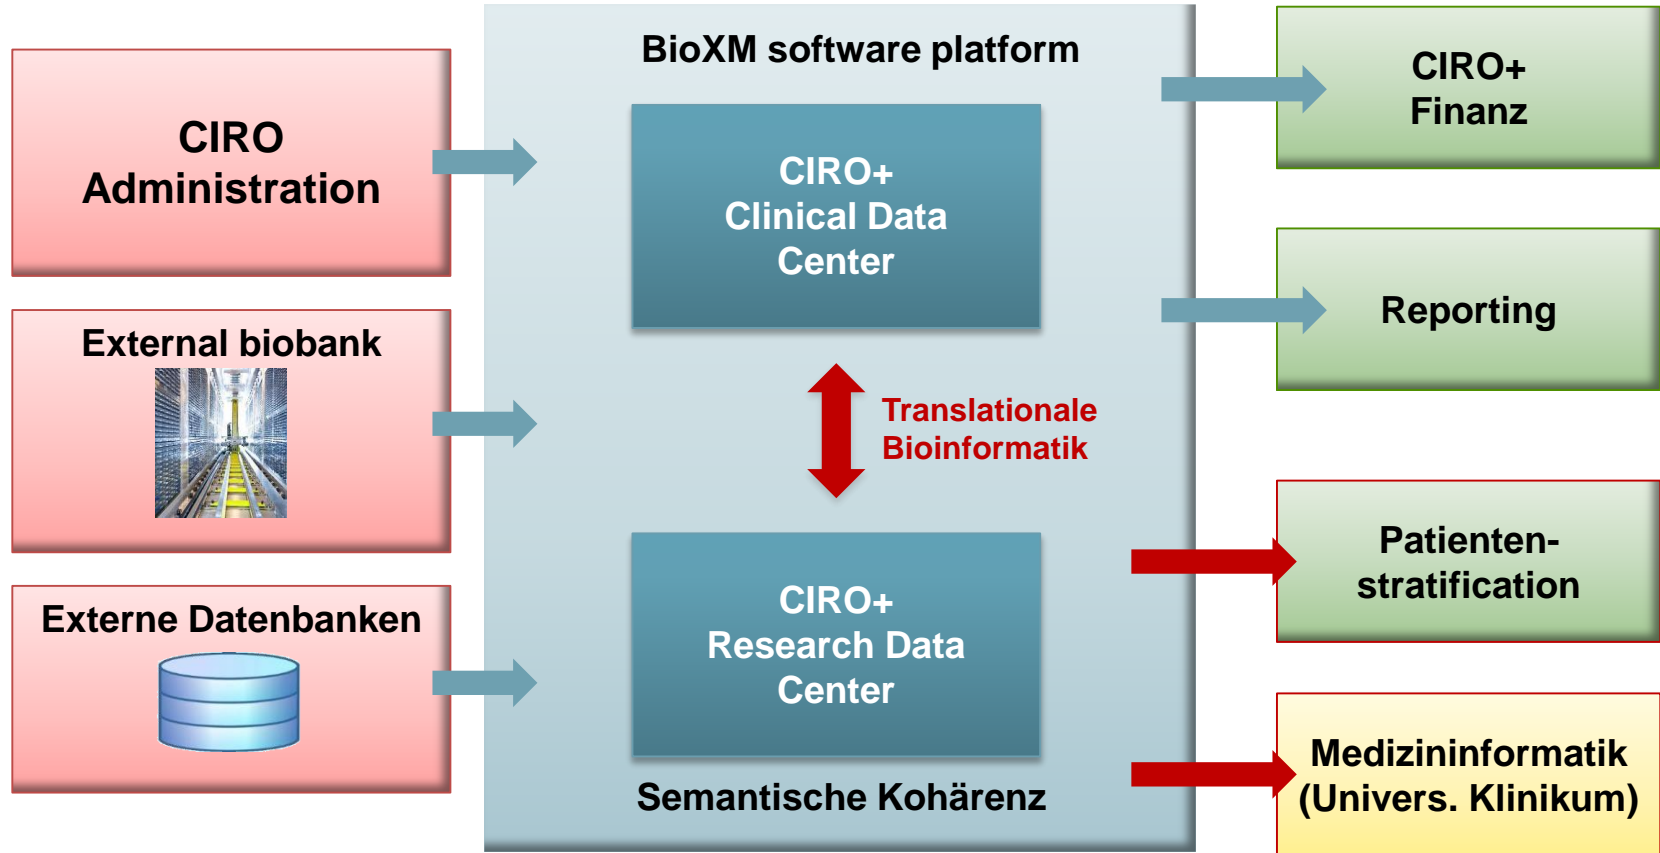 CIRO
Administration
External biobank
Externe Datenbanken
BioXM software platform
CIRO+
Clinical Data
Center
Translationale
Bioinformatik
CIRO+
Research Data
Center
Semantische Kohärenz
CIRO+
Finanz
Reporting
Patienten-
stratification
Medizininformatik
(Univers. Klinikum)